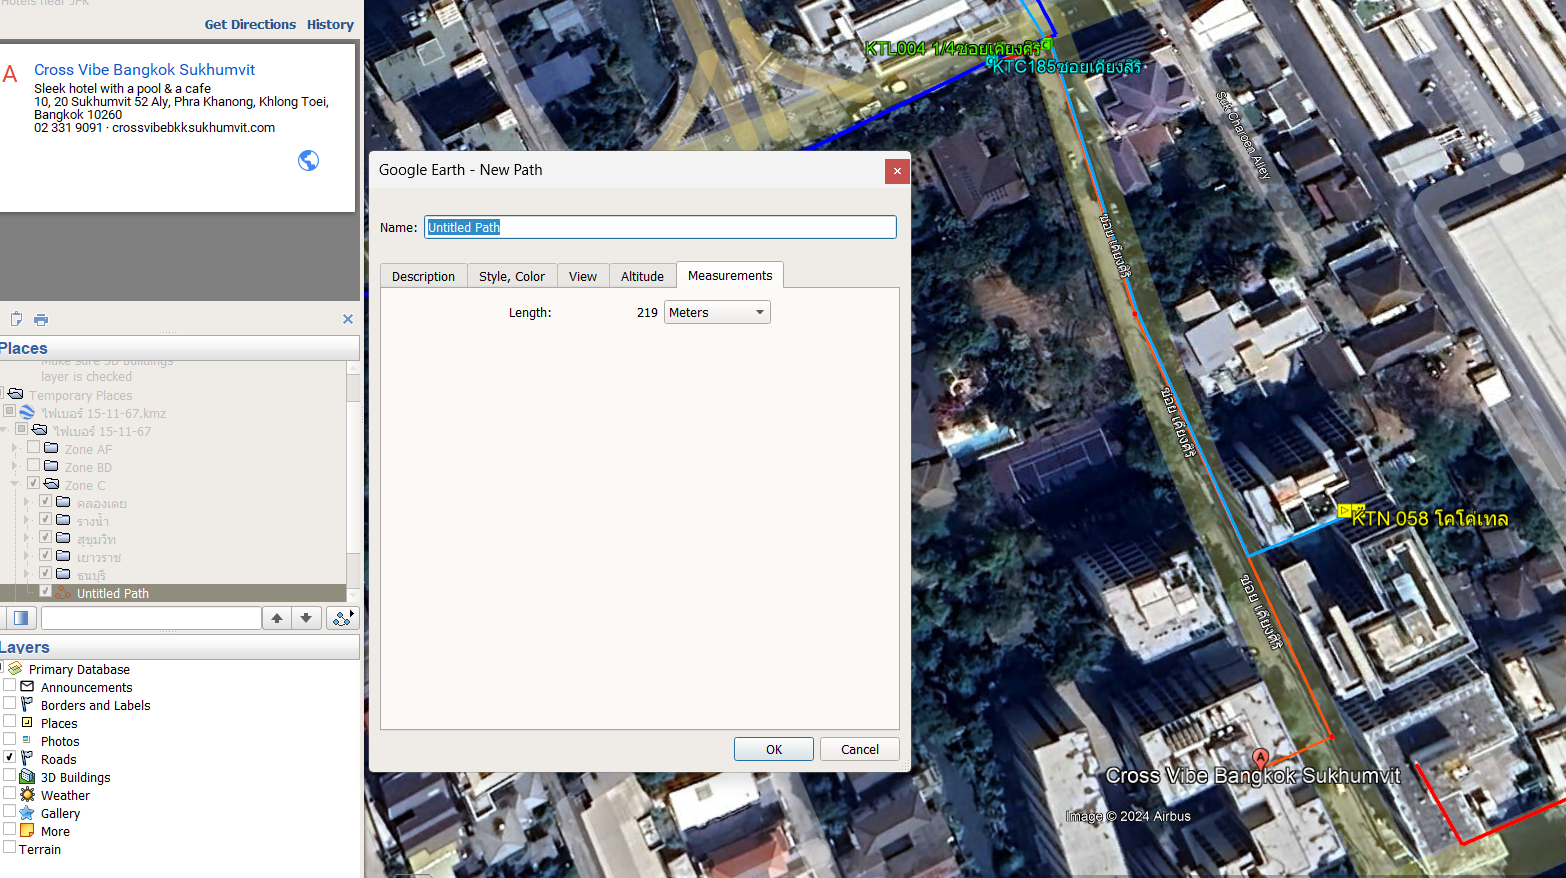 Hotels near JFK
Get Directions History
A
Cross Vibe Bangkok Sukhumvit
Sleek hotel with a pool & a cafe
10, 20 Sukhumvit 52 Aly, Phra Khanong, Khlong Toei,
Bangkok 10260
02 331 9091 · crossvibebkksukhumvit.com
Places
Make sure 3D buildings
layer is checked
Temporary Places
ไฟเบอร์ 15-11-67.kmz
ไฟเบอร์ 15-11-67
Zone AF
Zone BD
Zone C
คลองเตย
รางน้ำ
สุขุมวิท
เยาวราช
ธนบุรี
Untitled Path
Layers
Primary Database
Announcements
Borders and Labels
Places
Photos
Roads
3D Buildings
Weather
Gallery
More
Terrain
Google Earth - New Path
Name: Untitled Path
Description Style, Color View Altitude Measurements
Length: 219 Meters
OK Cancel
KTL004 1/4ซอยเคียงศิริ
KTC185ซอยเคียงสิริ
Suk Charoen Alley
ซอย เคียงศิริ
ซอย เคียงศิริ
KTN 058 โคโค่เทล
ซอย เคียงศิริ
A
Cross Vibe Bangkok Sukhumvit
Image © 2024 Airbus